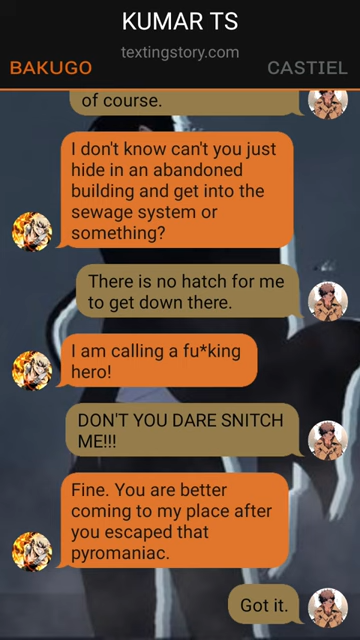 KUMAR TS
textingstory.com
BAKUGO
CASTIEL
of course.
I don't know can't you just
hide in an abandoned
building and get into the
sewage system or
something?
There is no hatch for me
to get down there.
I am calling a fu*king
hero!
DON'T YOU DARE SNITCH
ME!!!
Fine. You are better
coming to my place after
you escaped that
pyromaniac.
Got it.